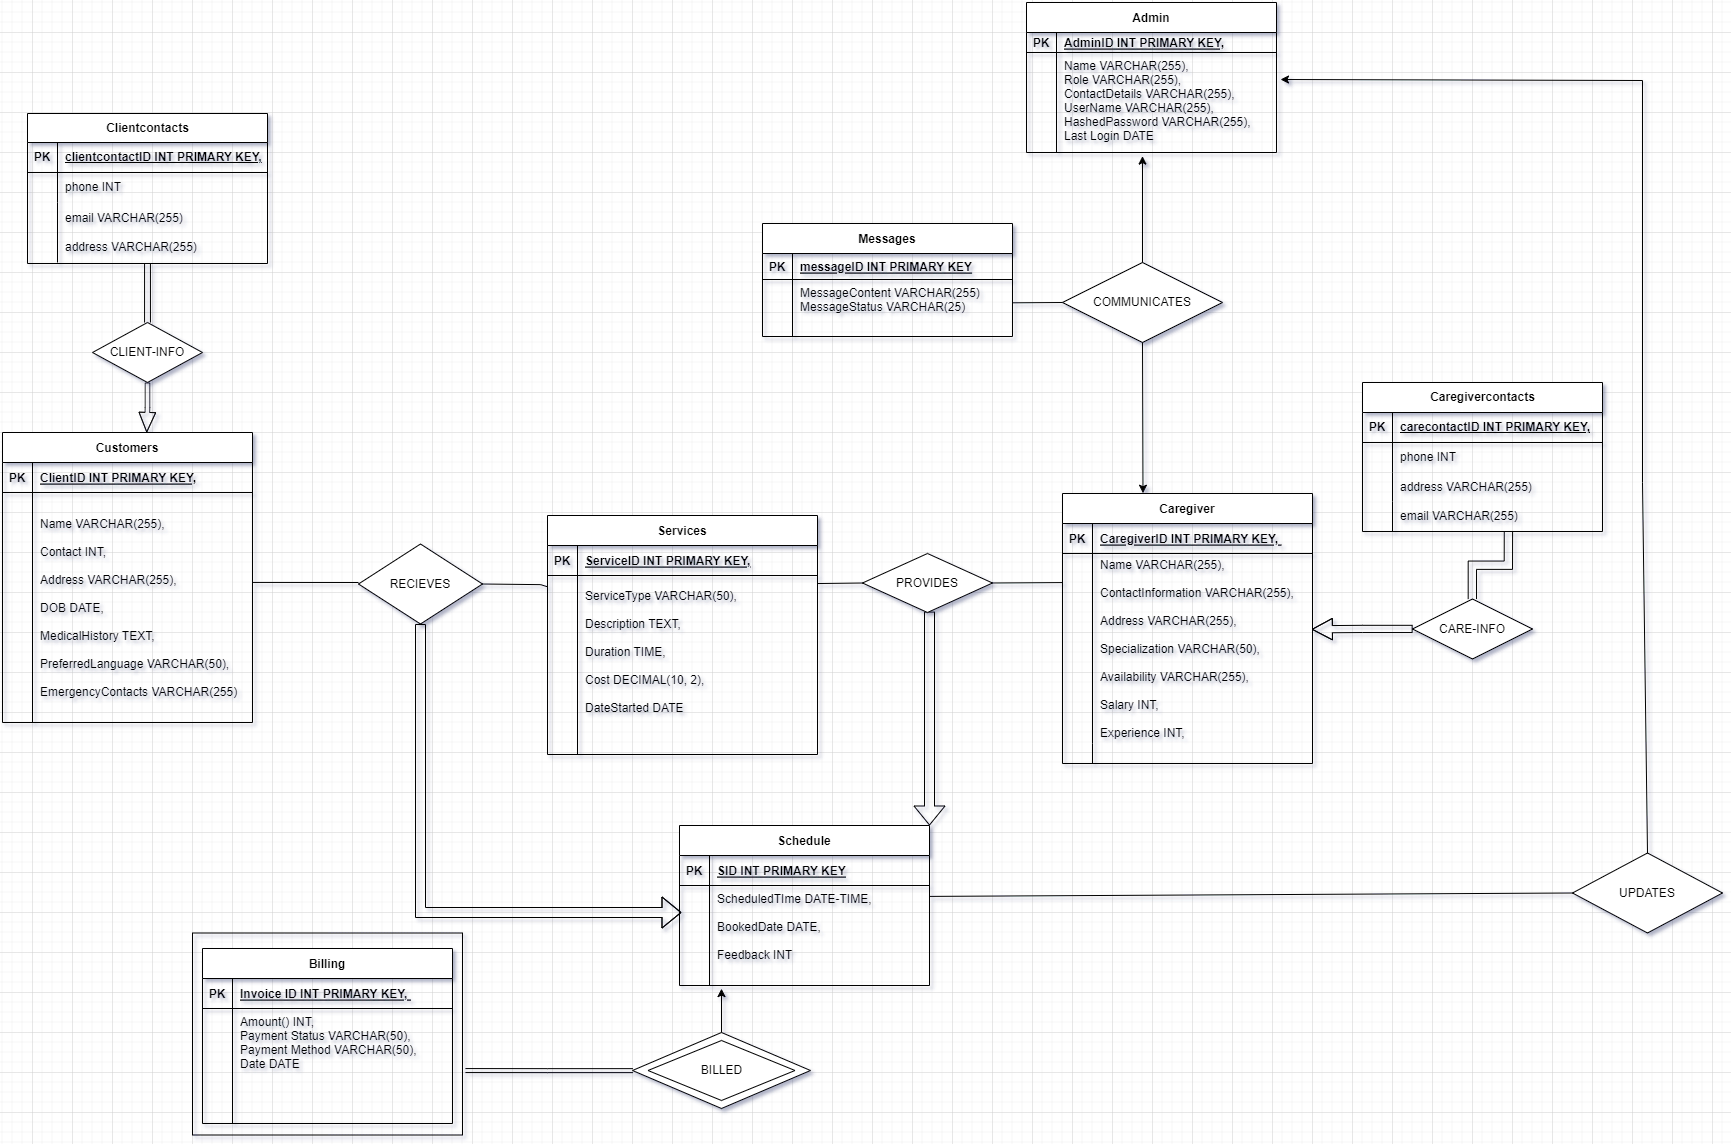 Admin
PK AdminID INT PRIMARY KEY,
Name VARCHAR(255),
Role VARCHAR(255),
ContactDetails VARCHAR(255),
UserName VARCHAR(255),
HashedPassword VARCHAR(255),
Last Login DATE
Clientcontacts
PK clientcontactID INT PRIMARY KEY,
phone INT
email VARCHAR(255)
address VARCHAR(255)
Messages
PK messageID INT PRIMARY KEY
MessageContent VARCHAR(255)
MessageStatus VARCHAR(25)
COMMUNICATES
CLIENT-INFO
Caregivercontacts
PK carecontactID INT PRIMARY KEY,
phone INT
address VARCHAR(255)
email VARCHAR(255)
Customers
PK ClientID INT PRIMARY KEY,
Name VARCHAR(255),
Contact INT,
Address VARCHAR(255),
DOB DATE,
MedicalHistory TEXT,
PreferredLanguage VARCHAR(50),
EmergencyContacts VARCHAR(255)
RECIEVES
Services
PK ServiceID INT PRIMARY KEY,
ServiceType VARCHAR(50),
Description TEXT,
Duration TIME,
Cost DECIMAL(10, 2),
DateStarted DATE
PROVIDES
Caregiver
PK CaregiverID INT PRIMARY KEY,
Name VARCHAR(255),
ContactInformation VARCHAR(255),
Address VARCHAR(255),
Specialization VARCHAR(50),
Availability VARCHAR(255),
Salary INT,
Experience INT,
CARE-INFO
Schedule
PK SID INT PRIMARY KEY
ScheduledTIme DATE-TIME,
BookedDate DATE,
Feedback INT
UPDATES
Billing
PK Invoice ID INT PRIMARY KEY,
Amount() INT,
Payment Status VARCHAR(50),
Payment Method VARCHAR(50),
Date DATE
BILLED